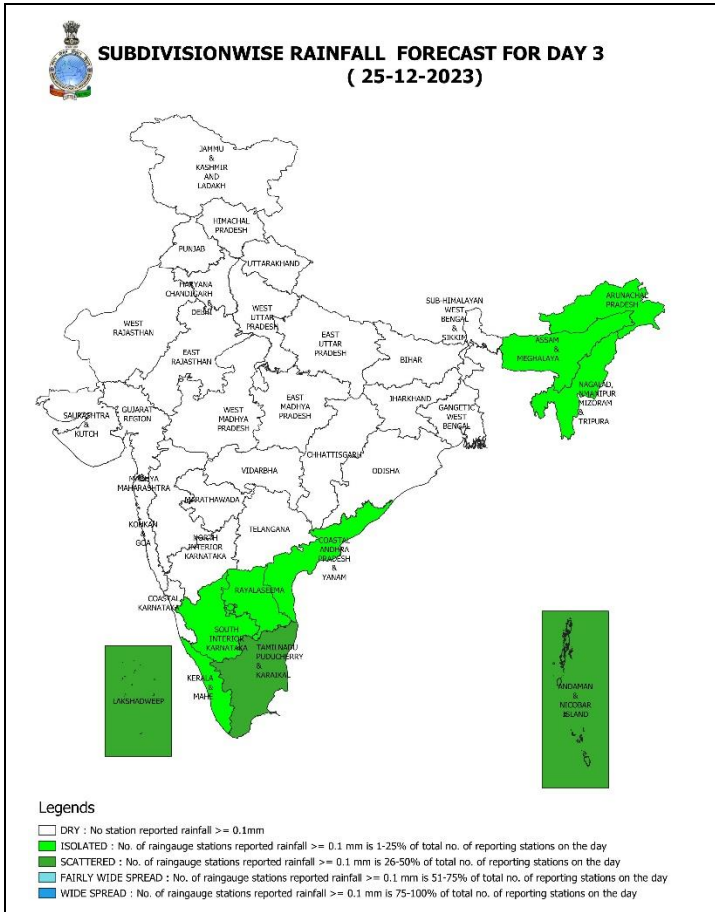 SUBDIVISIONWISE RAINFALL FORECAST FOR DAY 3
( 25-12-2023)
JAMMU
&
KASHMIR
AND
LADAKH
HIMACHAL
PRADESH
PUNJAB
UTTARAKHAND
HARYANA
CHANDIGARH
&
DELHI
WEST
RAJASTHAN
WEST
UTTAR
PRADESH
EAST
UTTAR
PRADESH
SUB-HIMALAYAN
WEST
BENGAL
&
SIKKIM
ARUNACHAL
PRADESH
ASSAM
&
MEGHALAYA
NAGALAD,
MANIPUR
MIZORAM
&
TRIPURA
EAST
RAJASTHAN
BIHAR
SAURASHTRA
&
KUTCH
GUJARAT
REGION
WEST
MADHYA
PRADESH
EAST
MADHYA
PRADESH
JHARKHAND
GANGETIC
WEST
BENGAL
CHHATTISGARH
ODISHA
VIDARBHA
MADHYA
MAHARASHTRA
MARATHAWADA
KONKAN
&
GOA
NORTH
INTERIOR
KARNATAKA
TELANGANA
COASTAL
ANDHRA
PRADESH
&
YANAM
COASTAL
KARNATAKA
RAYALASEEMA
SOUTH
INTERIOR
KARNATAKA
TAMILNADU
PUDUCHERRY
&
KARAIKAL
KERALA
&
MAHE
LAKSHADWEEP
ANDAMAN
&
NICOBAR
ISLAND
Legends
DRY : No station reported rainfall >= 0.1mm
ISOLATED : No. of raingauge stations reported rainfall >= 0.1 mm is 1-25% of total no. of reporting stations on the day
SCATTERED : No. of raingauge stations reported rainfall >= 0.1 mm is 26-50% of total no. of reporting stations on the day
FAIRLY WIDE SPREAD : No. of raingauge stations reported rainfall >= 0.1 mm is 51-75% of total no. of reporting stations on the day
WIDE SPREAD : No. of raingauge stations reported rainfall >= 0.1 mm is 75-100% of total no. of reporting stations on the day